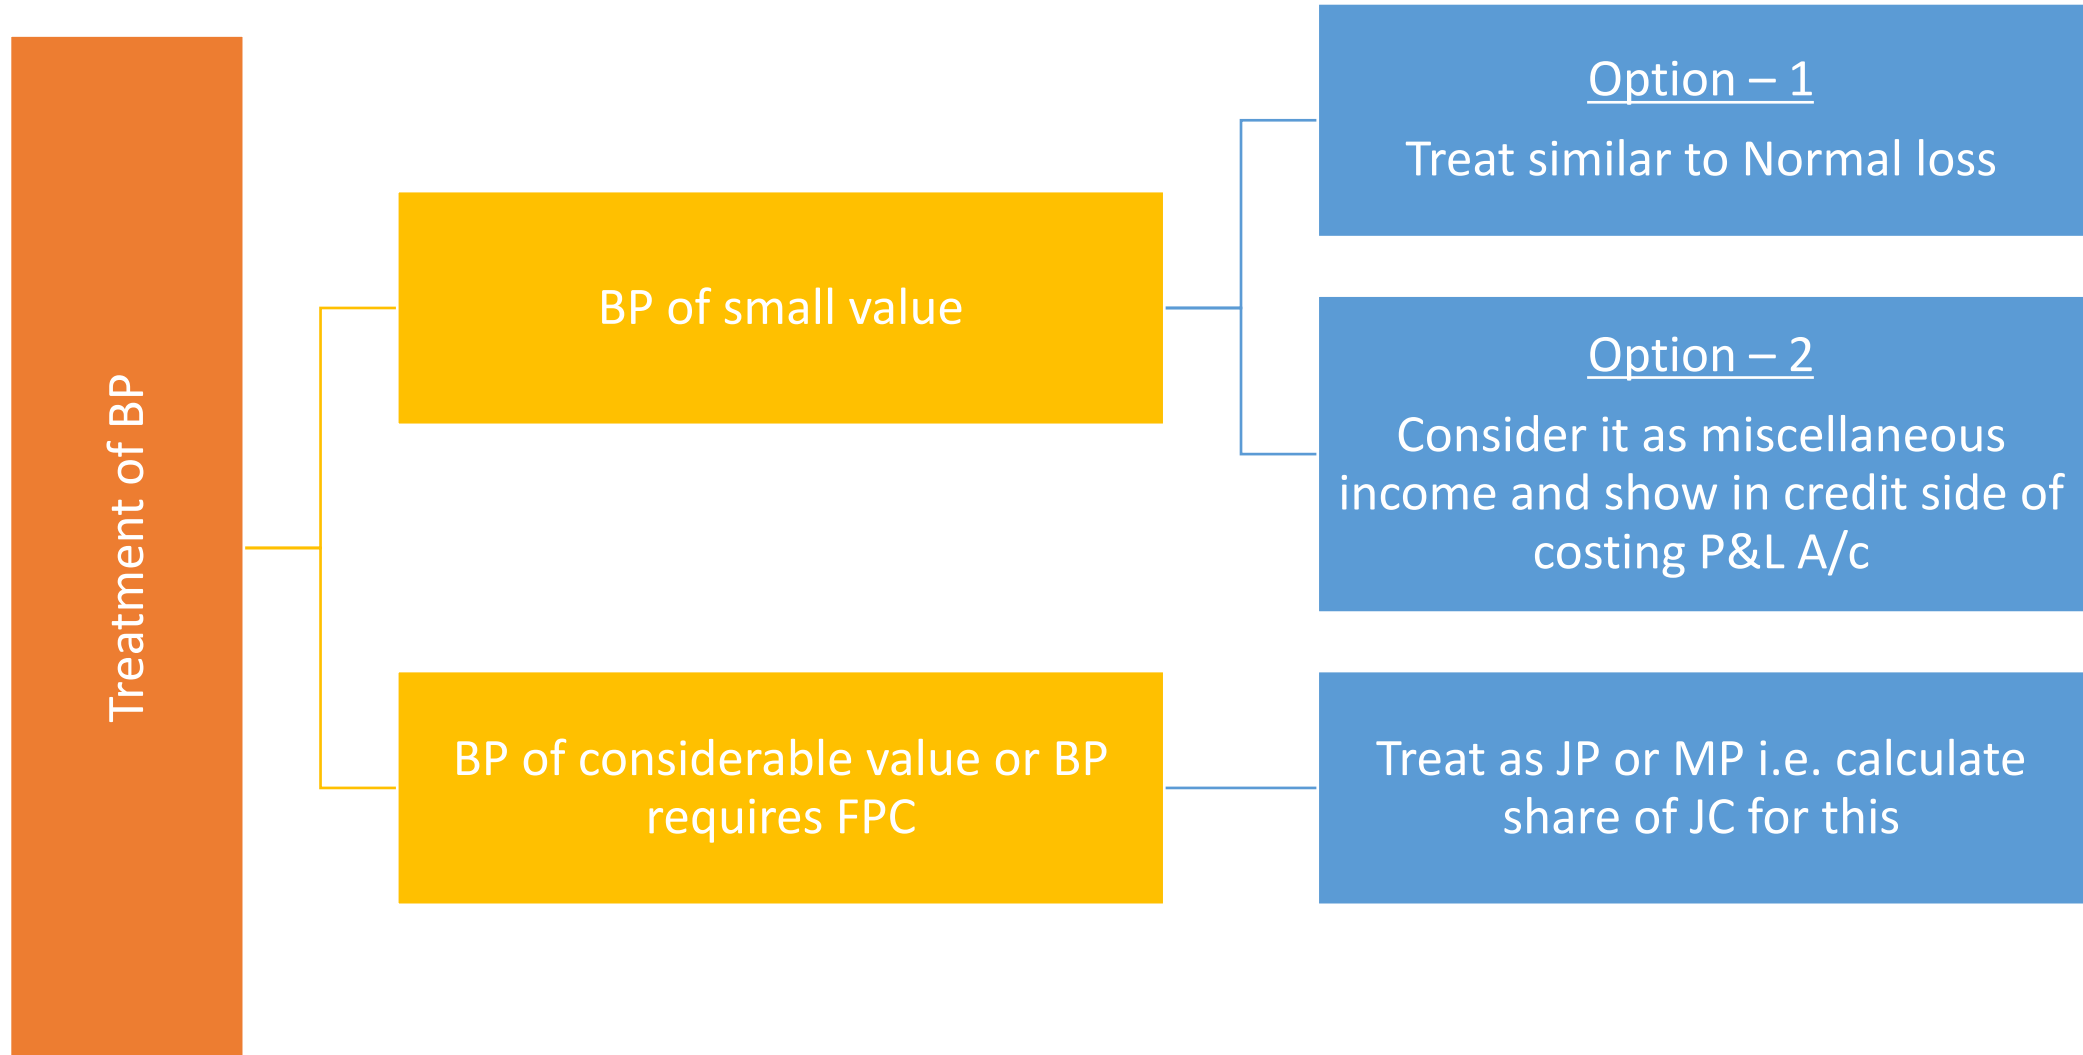 Treatment of BP
BP of small value
Option – 1
Treat similar to Normal loss
Option – 2
Consider it as miscellaneous
income and show in credit side of
costing P&L A/c
BP of considerable value or BP
requires FPC
Treat as JP or MP i.e. calculate
share of JC for this